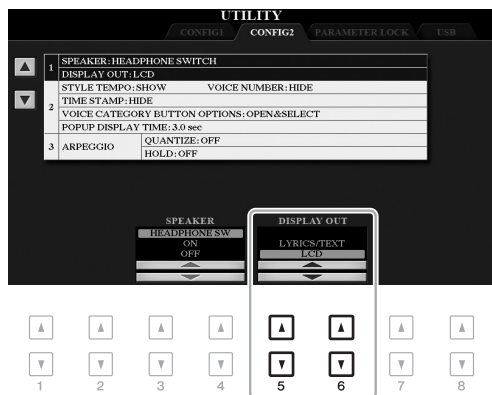 UTILITY
CONFIG1 CONFIG2 PARAMETER LOCK USB
1 SPEAKER: HEADPHONE SWITCH
DISPLAY OUT: LCD
2 STYLE TEMPO: SHOW VOICE NUMBER: HIDE
TIME STAMP: HIDE
VOICE CATEGORY BUTTON OPTIONS: OPEN&SELECT
POPUP DISPLAY TIME: 3.0 sec
3 ARPEGGIO QUANTIZE: OFF
HOLD: OFF
SPEAKER DISPLAY OUT
HEADPHONE SW
ON LYRICS/TEXT
OFF LCD
1 2 3 4 5 6 7 8